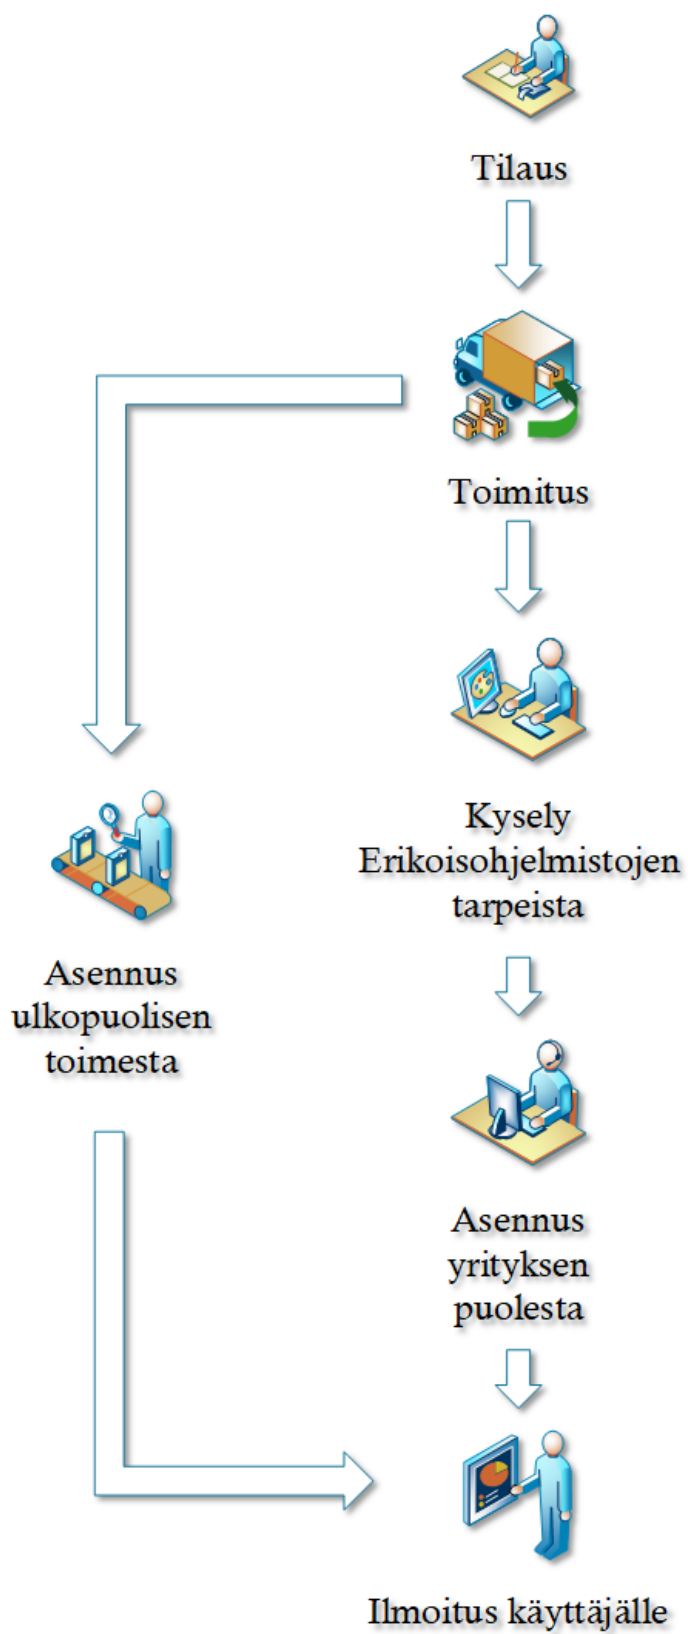 Tilaus
Toimitus
Kysely
Erikoisohjelmistojen
tarpeista
Asennus
ulkopuolisen
toimesta
Asennus
yrityksen
puolesta
Ilmoitus käyttäjälle